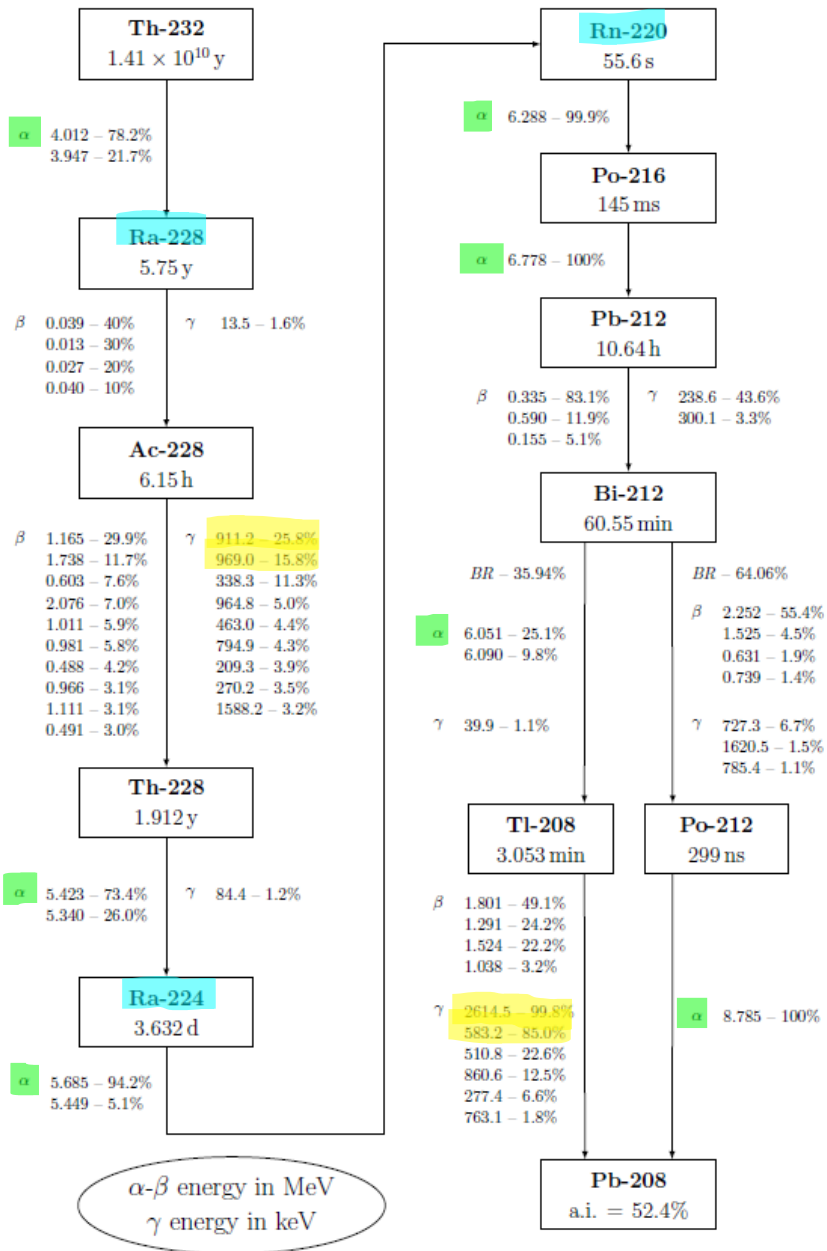 Th-232
1.41 × 10¹⁰ y
α 4.012 – 78.2%
3.947 – 21.7%
Ra-228
5.75 y
β 0.039 – 40% γ 13.5 – 1.6%
0.013 – 30%
0.027 – 20%
0.040 – 10%
Ac-228
6.15 h
β 1.165 – 29.9% γ 911.2 – 25.8%
1.738 – 11.7% 969.0 – 15.8%
0.603 – 7.6% 338.3 – 11.3%
2.076 – 7.0% 964.8 – 5.0%
1.011 – 5.9% 463.0 – 4.4%
0.981 – 5.8% 794.9 – 4.3%
0.488 – 4.2% 209.3 – 3.9%
0.966 – 3.1% 270.2 – 3.5%
1.111 – 3.1% 1588.2 – 3.2%
0.491 – 3.0%
Th-228
1.912 y
α 5.423 – 73.4% γ 84.4 – 1.2%
5.340 – 26.0%
Ra-224
3.632 d
α 5.685 – 94.2%
5.449 – 5.1%
α-β energy in MeV
γ energy in keV
Rn-220
55.6 s
α 6.288 – 99.9%
Po-216
145 ms
α 6.778 – 100%
Pb-212
10.64 h
β 0.335 – 83.1% γ 238.6 – 43.6%
0.590 – 11.9% 300.1 – 3.3%
0.155 – 5.1%
Bi-212
60.55 min
BR – 35.94%
α 6.051 – 25.1%
6.090 – 9.8%
γ 39.9 – 1.1%
Tl-208
3.053 min
β 1.801 – 49.1%
1.291 – 24.2%
1.524 – 22.2%
1.038 – 3.2%
γ 2614.5 – 99.8%
583.2 – 85.0%
510.8 – 22.6%
860.6 – 12.5%
277.4 – 6.6%
763.1 – 1.8%
BR – 64.06%
β 2.252 – 55.4%
1.525 – 4.5%
0.631 – 1.9%
0.739 – 1.4%
γ 727.3 – 6.7%
1620.5 – 1.5%
785.4 – 1.1%
Po-212
299 ns
α 8.785 – 100%
Pb-208
a.i. = 52.4%